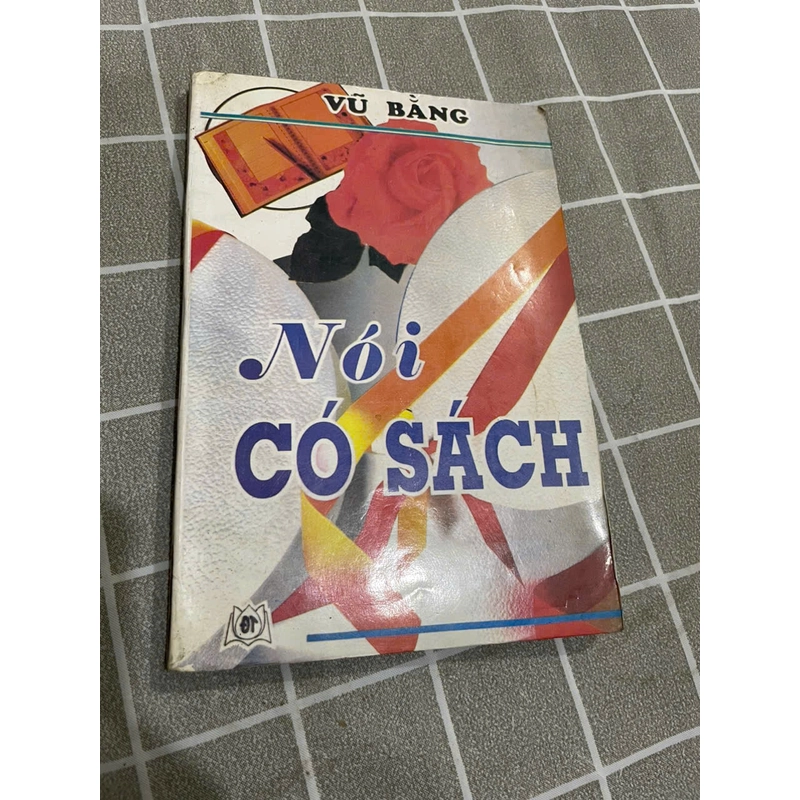 VŨ BẰNG
Nói
CÓ SÁCH